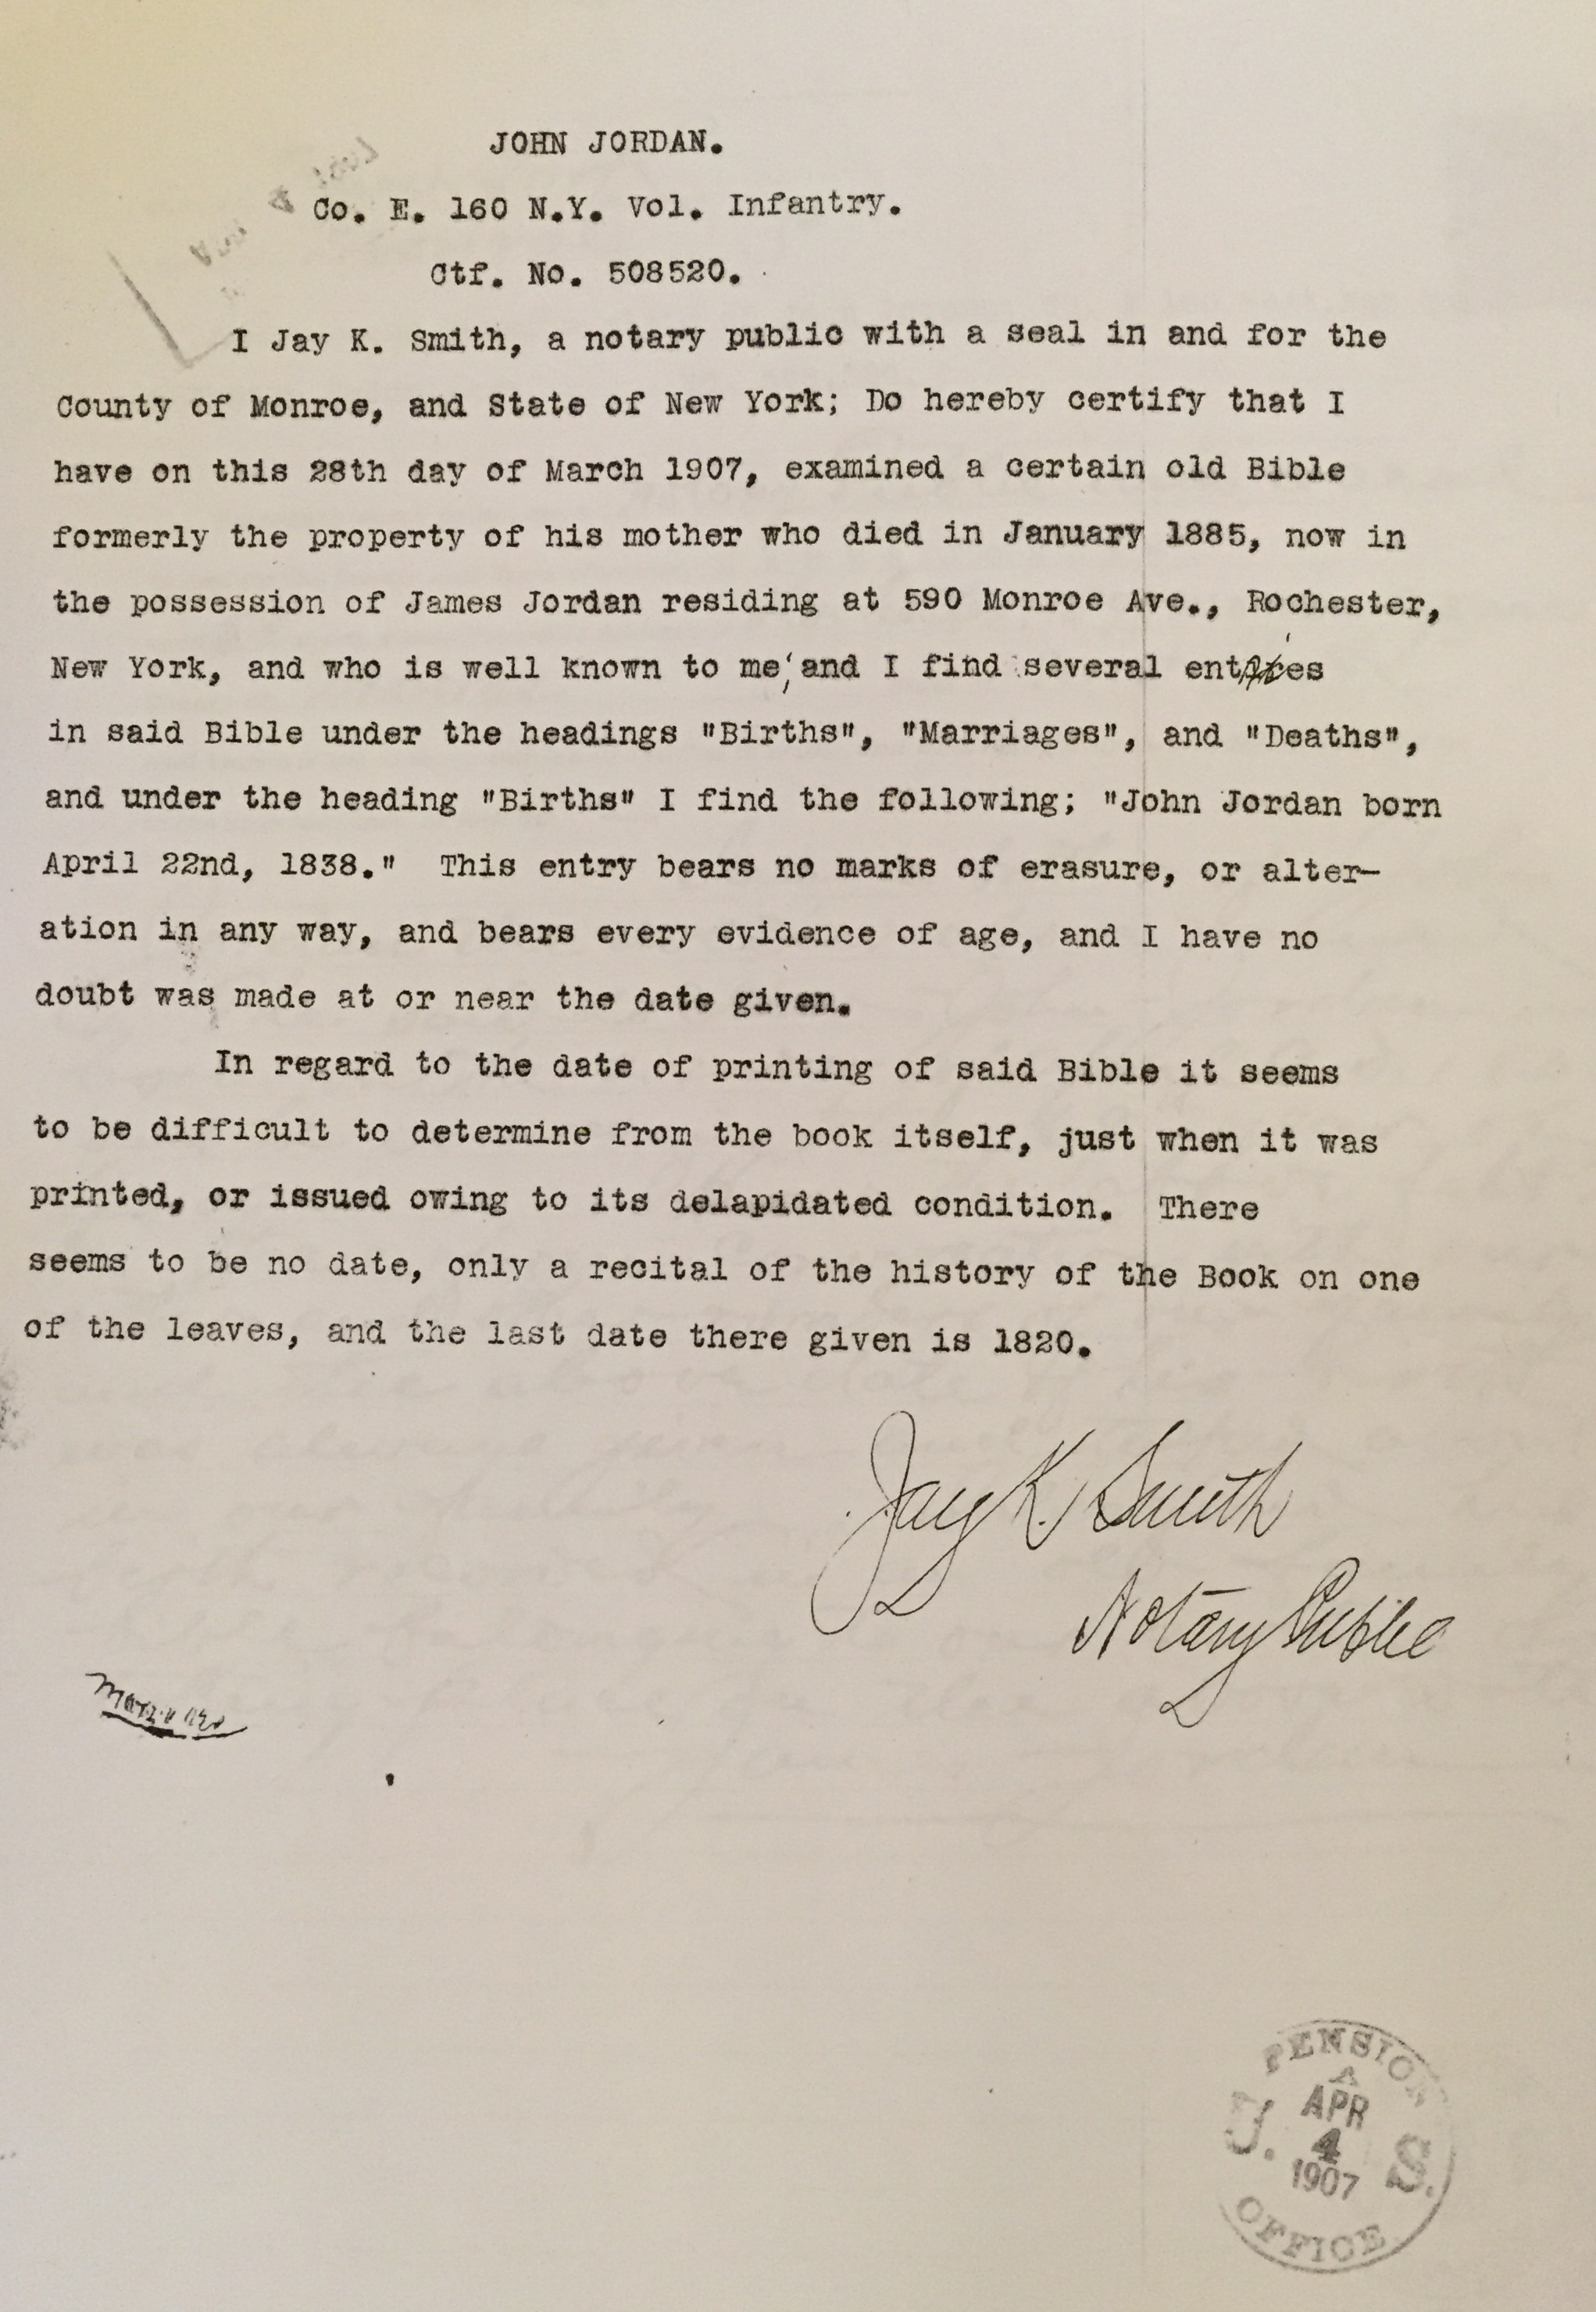 JOHN JORDAN.
Co. E. 160 N.Y. Vol. Infantry.
Ctf. No. 508520.
I Jay K. Smith, a notary public with a seal in and for the
County of Monroe, and State of New York; Do hereby certify that I
have on this 28th day of March 1907, examined a certain old Bible
formerly the property of his mother who died in January 1885, now in
the possession of James Jordan residing at 590 Monroe Ave., Rochester,
New York, and who is well known to me, and I find several entries
in said Bible under the headings "Births", "Marriages", and "Deaths",
and under the heading "Births" I find the following; "John Jordan born
April 22nd, 1838." This entry bears no marks of erasure, or alter-
ation in any way, and bears every evidence of age, and I have no
doubt was made at or near the date given.
In regard to the date of printing of said Bible it seems
to be difficult to determine from the book itself, just when it was
printed, or issued owing to its delapidated condition. There
seems to be no date, only a recital of the history of the Book on one
of the leaves, and the last date there given is 1820.
Jay K. Smith
Notary Public
U. S. PENSION OFFICE
APR
4
1907